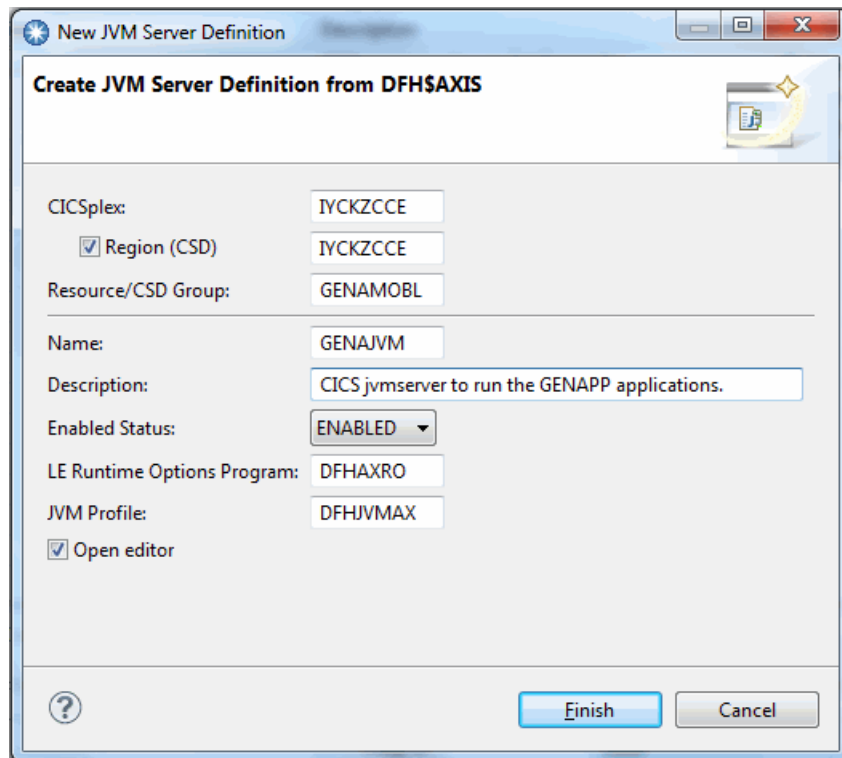 New JVM Server Definition
Create JVM Server Definition from DFH$AXIS
CICSplex: IYCKZCCE
Region (CSD) IYCKZCCE
Resource/CSD Group: GENAMOBL
Name: GENAJVM
Description: CICS jvmserver to run the GENAPP applications.
Enabled Status: ENABLED
LE Runtime Options Program: DFHAXRO
JVM Profile: DFHJVMAX
Open editor
? Finish Cancel